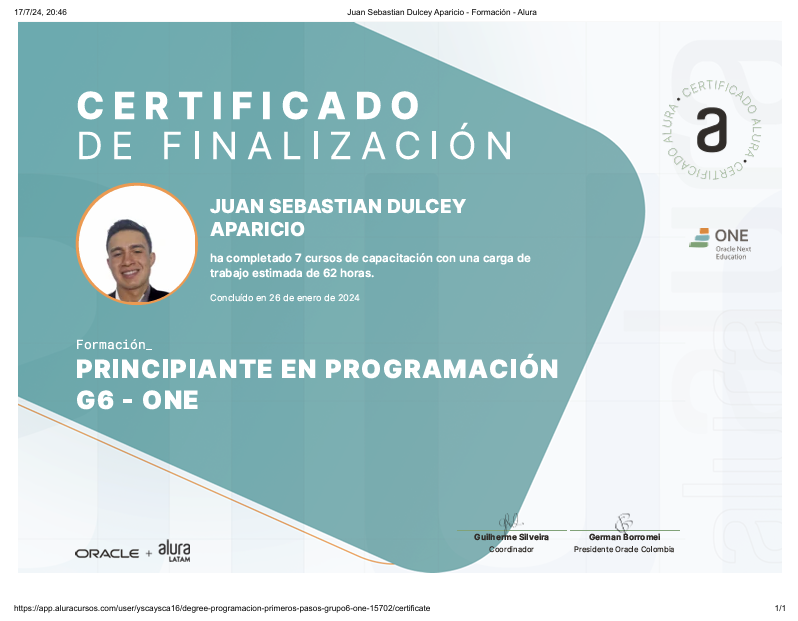 17/7/24, 20:46
Juan Sebastian Dulcey Aparicio - Formación - Alura
CERTIFICADO
DE FINALIZACIÓN
CERTIFICADO ALURA • CERTIFICADO ALURA •
a
JUAN SEBASTIAN DULCEY
APARICIO
ha completado 7 cursos de capacitación con una carga de
trabajo estimada de 62 horas.
Concluído en 26 de enero de 2024
ONE
Oracle Next
Education
Formación_
PRINCIPIANTE EN PROGRAMACIÓN
G6 - ONE
alura
ORACLE + alura
LATAM
Guilherme Silveira
Coordinador
German Borromei
Presidente Oracle Colombia
https://app.aluracursos.com/user/yscaysca16/degree-programacion-primeros-pasos-grupo6-one-15702/certificate
1/1